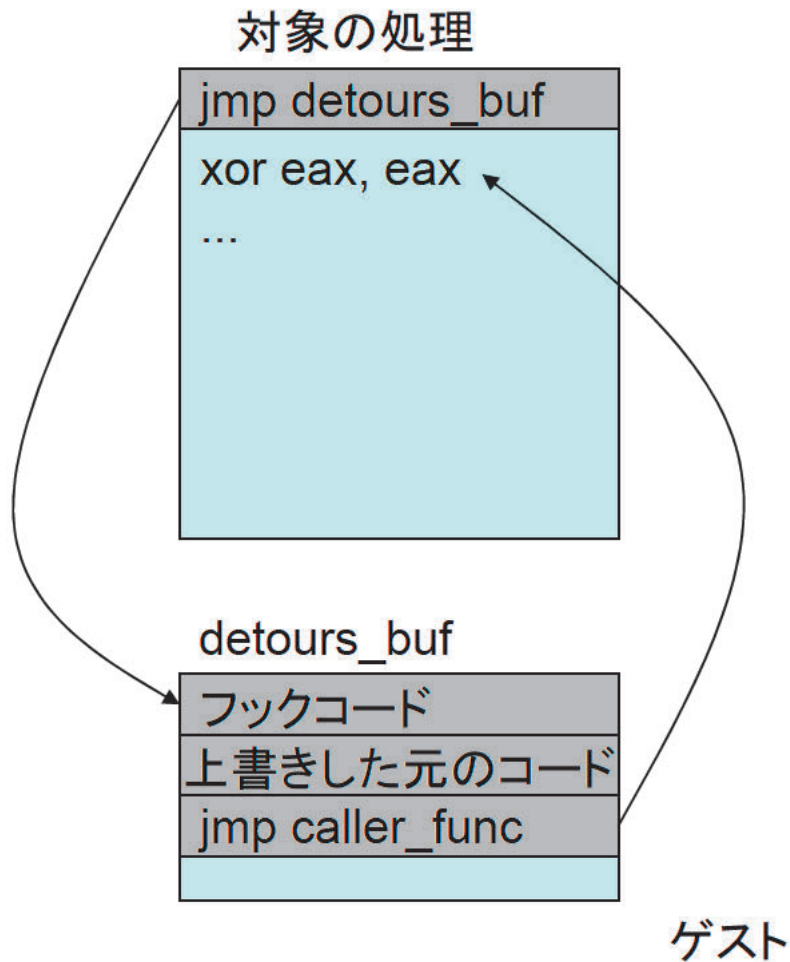 対象の処理
jmp detours_buf
xor eax, eax
...
detours_buf
フックコード
上書きした元のコード
jmp caller_func
ゲスト